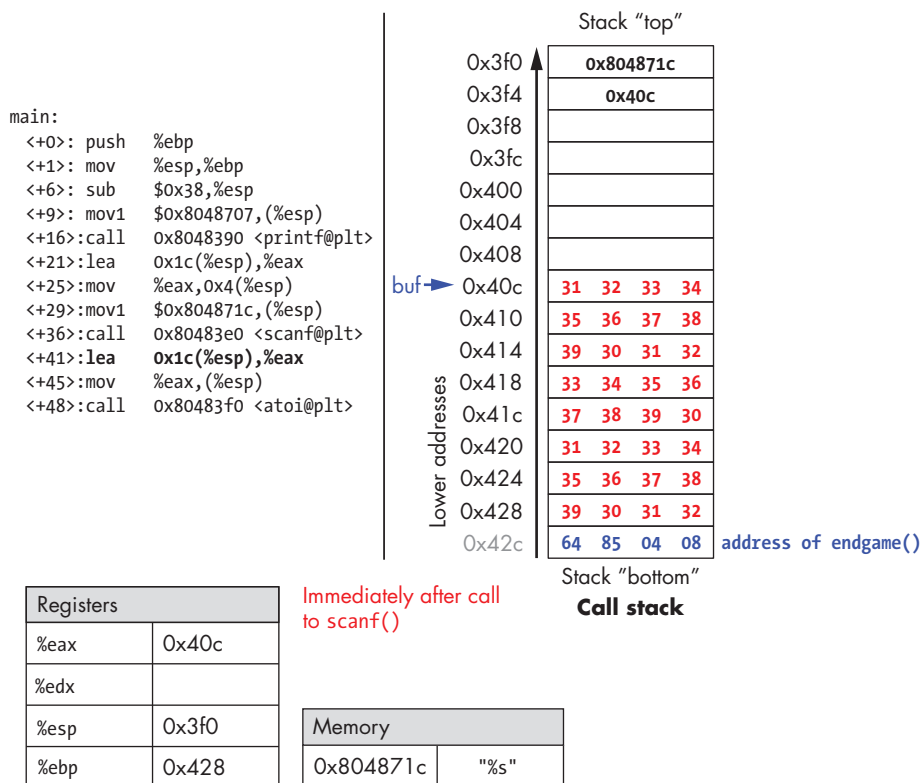 main:
<+0>: push %ebp
<+1>: mov %esp,%ebp
<+6>: sub $0x38,%esp
<+9>: mov1 $0x8048707,(%esp)
<+16>:call 0x8048390 <printf@plt>
<+21>:lea 0x1c(%esp),%eax
<+25>:mov %eax,0x4(%esp)
<+29>:mov1 $0x804871c,(%esp)
<+36>:call 0x80483e0 <scanf@plt>
<+41>:lea 0x1c(%esp),%eax
<+45>:mov %eax,(%esp)
<+48>:call 0x80483f0 <atoi@plt>
Stack "top"
0x3f0 0x804871c
0x3f4 0x40c
0x3f8
0x3fc
0x400
0x404
0x408
buf 0x40c 31 32 33 34
0x410 35 36 37 38
0x414 39 30 31 32
0x418 33 34 35 36
0x41c 37 38 39 30
0x420 31 32 33 34
0x424 35 36 37 38
0x428 39 30 31 32
0x42c 64 85 04 08 address of endgame()
Lower addresses
Stack "bottom"
Call stack
Immediately after call
to scanf()
Registers
%eax 0x40c
%edx
%esp 0x3f0
%ebp 0x428
Memory
0x804871c "%s"